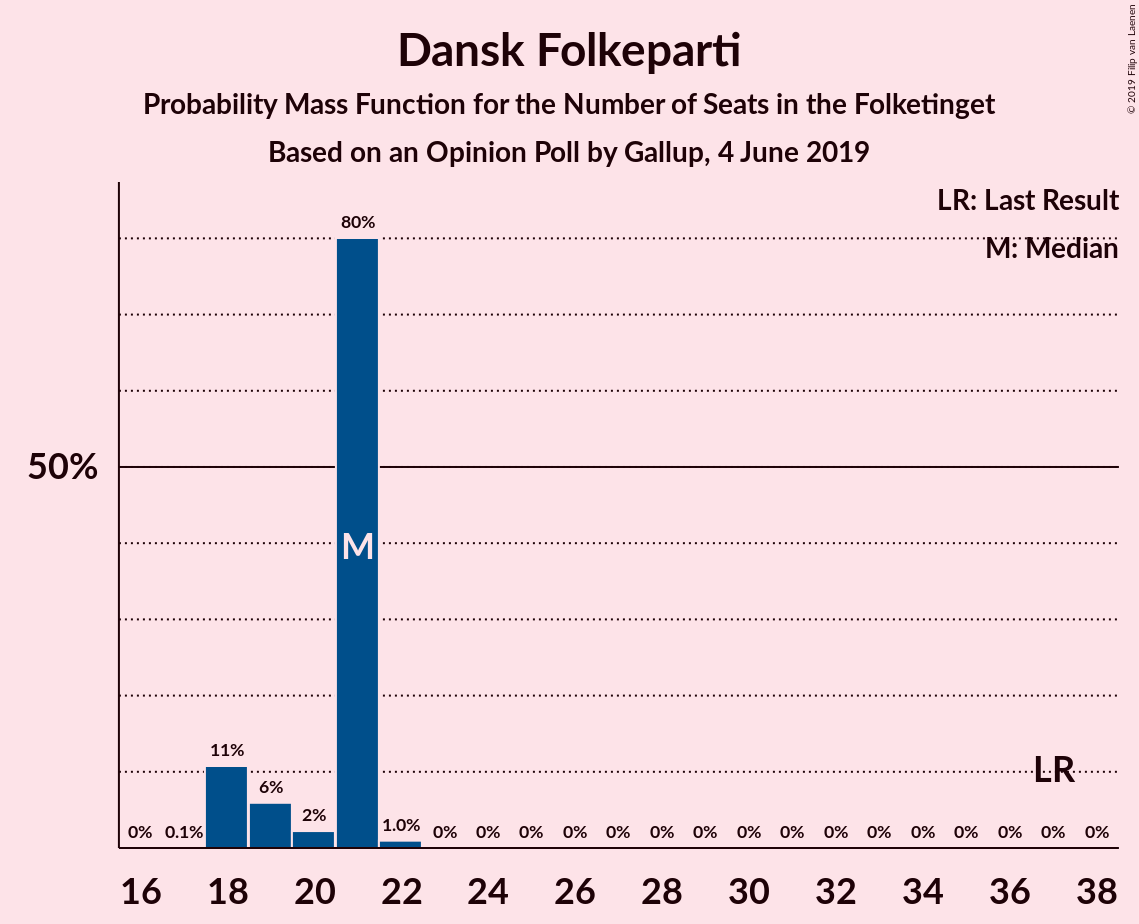 Dansk Folkeparti
Probability Mass Function for the Number of Seats in the Folketinget
Based on an Opinion Poll by Gallup, 4 June 2019
© 2019 Filip van Laenen
LR: Last Result
M: Median
50%
80%
M
11%
6%
2%
LR
0% 0.1% 1.0% 0% 0% 0% 0% 0% 0% 0% 0% 0% 0% 0% 0% 0% 0% 0% 0%
16 18 20 22 24 26 28 30 32 34 36 38